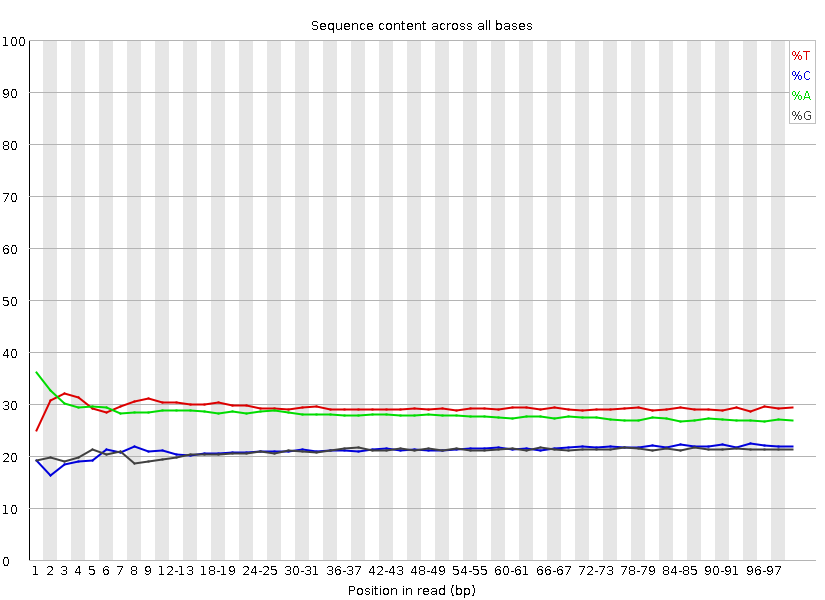 Sequence content across all bases
100
90
80
70
60
50
40
30
20
10
0
%T
%C
%A
%G
1 2 3 4 5 6 7 8 9 12-13 18-19 24-25 30-31 36-37 42-43 48-49 54-55 60-61 66-67 72-73 78-79 84-85 90-91 96-97
Position in read (bp)